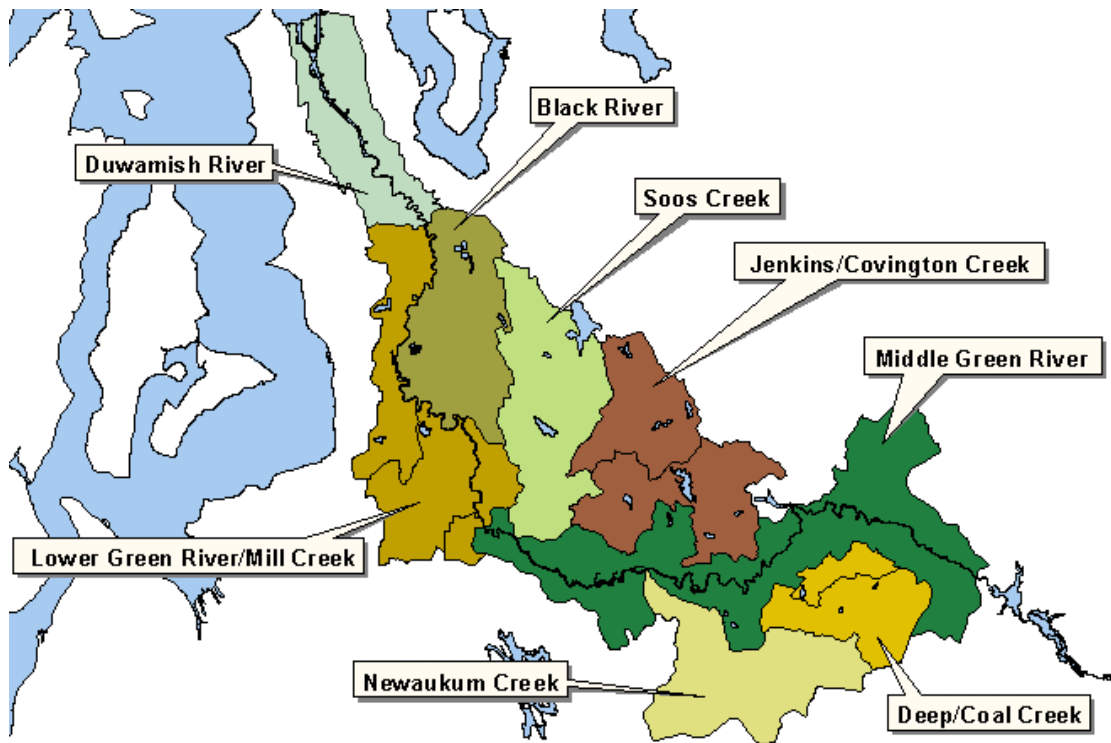 Black River
Duwamish River
Soos Creek
Jenkins/Covington Creek
Middle Green River
Lower Green River/Mill Creek
Newaukum Creek
Deep/Coal Creek